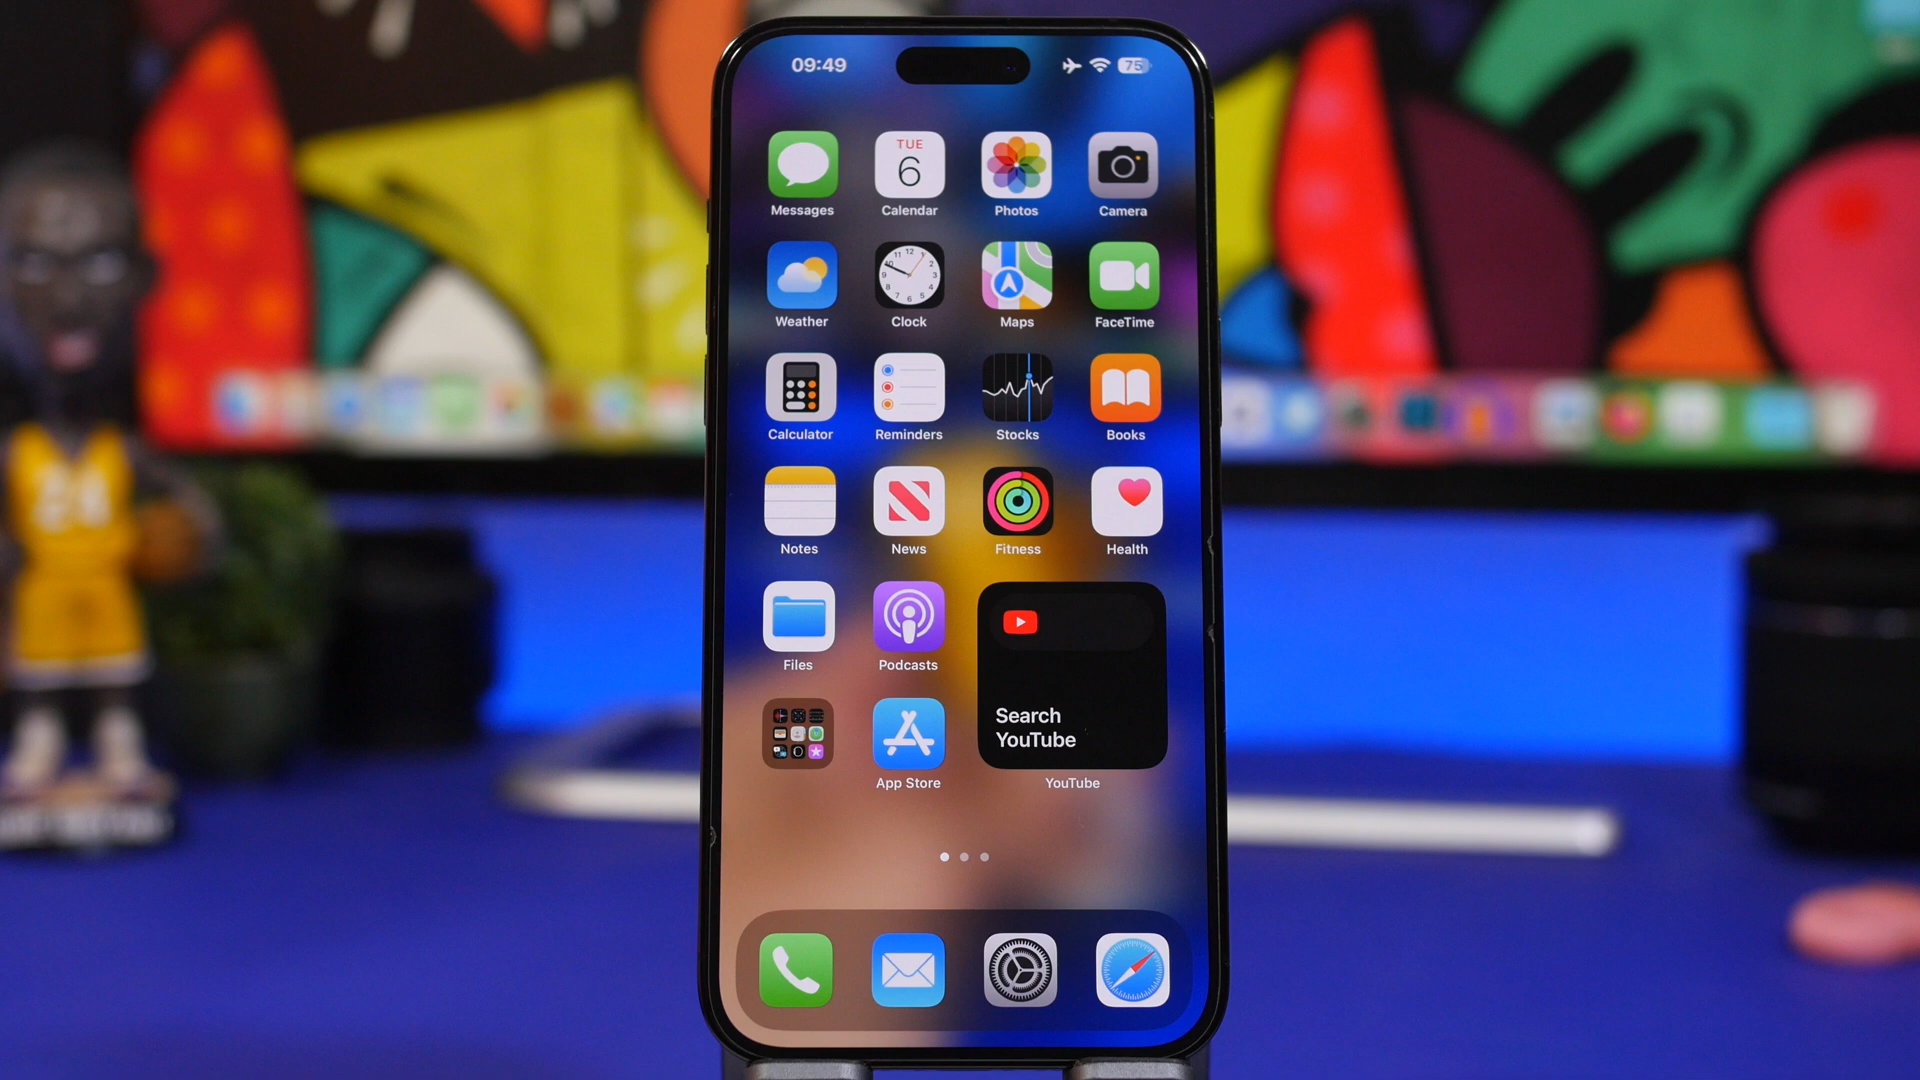 09:49
75
TUE
6
Messages
Calendar
Photos
Camera
Weather
Clock
Maps
FaceTime
Calculator
Reminders
Stocks
Books
Notes
News
Fitness
Health
Files
Podcasts
Search
YouTube
App Store
YouTube
24